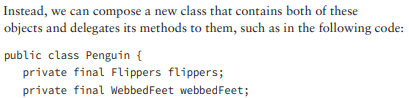 Instead, we can compose a new class that contains both of these
objects and delegates its methods to them, such as in the following code:
public class Penguin {
private final Flippers flippers;
private final WebbedFeet webbedFeet;